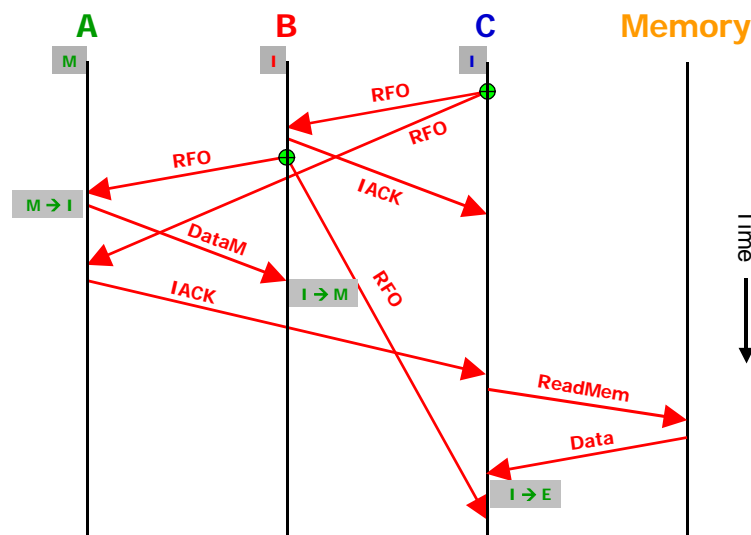 A B C Memory
M I I
RFO
RFO
RFO
IACK
M → I
DataM
Time
RFO
IACK
I → M
ReadMem
Data
I → E